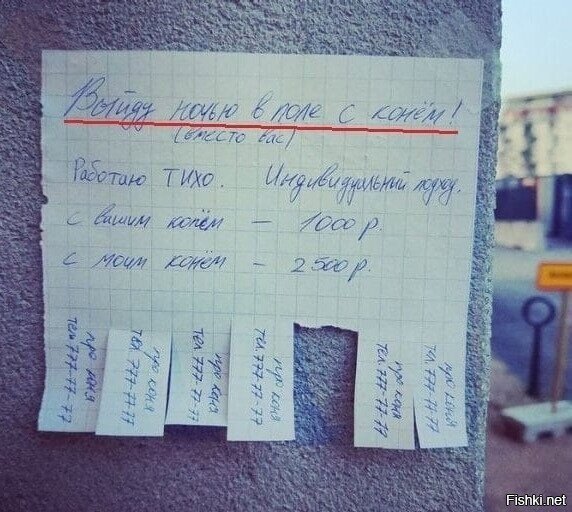 Выйду ночью в поле с конём!
(вместо вас)
Работаю ТИХО. Индивидуальный подход.
с вашим конём – 1000 р.
с моим конём – 2500 р.
про коня
Тел 777-77-77
про коня
Тел 777-77-77
про коня
Тел 777-77-77
про коня
Тел 777-77-77
про коня
Тел 777-77-77
про коня
Тел 777-77-77
Fishki.net